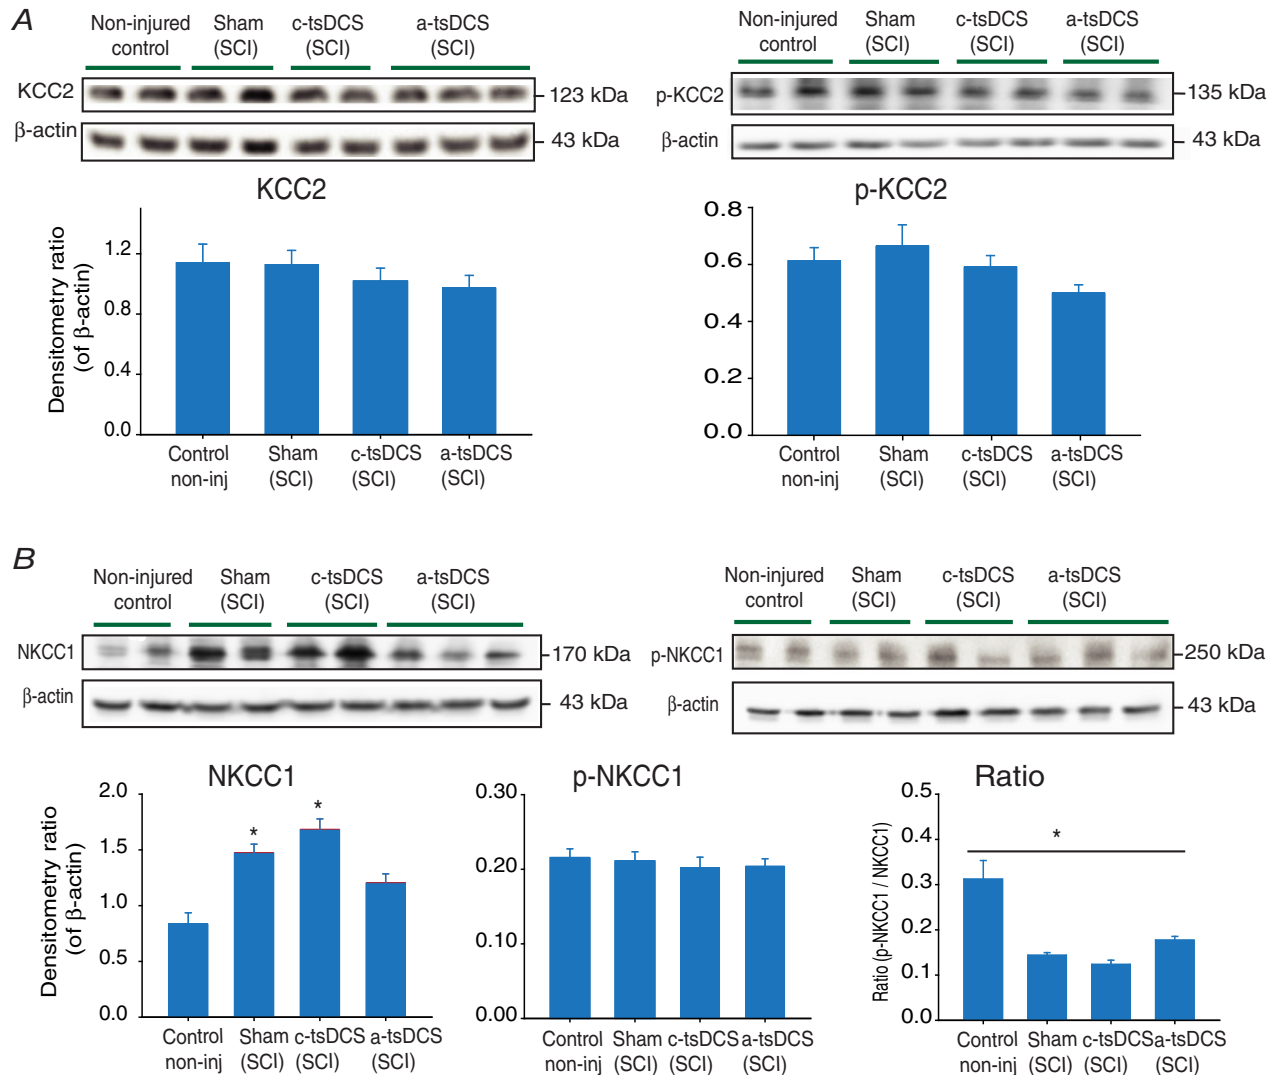 A
Non-injured control
Sham (SCI)
c-tsDCS (SCI)
a-tsDCS (SCI)
KCC2
123 kDa
β-actin
43 kDa
Non-injured control
Sham (SCI)
c-tsDCS (SCI)
a-tsDCS (SCI)
p-KCC2
135 kDa
β-actin
43 kDa
KCC2
Densitometry ratio
(of β-actin)
1.2
0.8
0.4
0.0
Control non-inj
Sham (SCI)
c-tsDCS (SCI)
a-tsDCS (SCI)
p-KCC2
0.8
0.6
0.4
0.2
0.0
Control non-inj
Sham (SCI)
c-tsDCS (SCI)
a-tsDCS (SCI)
B
Non-injured control
Sham (SCI)
c-tsDCS (SCI)
a-tsDCS (SCI)
NKCC1
170 kDa
β-actin
43 kDa
Non-injured control
Sham (SCI)
c-tsDCS (SCI)
a-tsDCS (SCI)
p-NKCC1
250 kDa
β-actin
43 kDa
NKCC1
Densitometry ratio
(of β-actin)
2.0
1.5
1.0
0.5
0.0
*
*
Control non-inj
Sham (SCI)
c-tsDCS (SCI)
a-tsDCS (SCI)
p-NKCC1
0.30
0.20
0.10
0.00
Control non-inj
Sham (SCI)
c-tsDCS (SCI)
a-tsDCS (SCI)
Ratio
Ratio (p-NKCC1 / NKCC1)
0.5
0.4
0.3
0.2
0.1
0.0
*
Control non-inj
Sham (SCI)
c-tsDCS (SCI)
a-tsDCS (SCI)